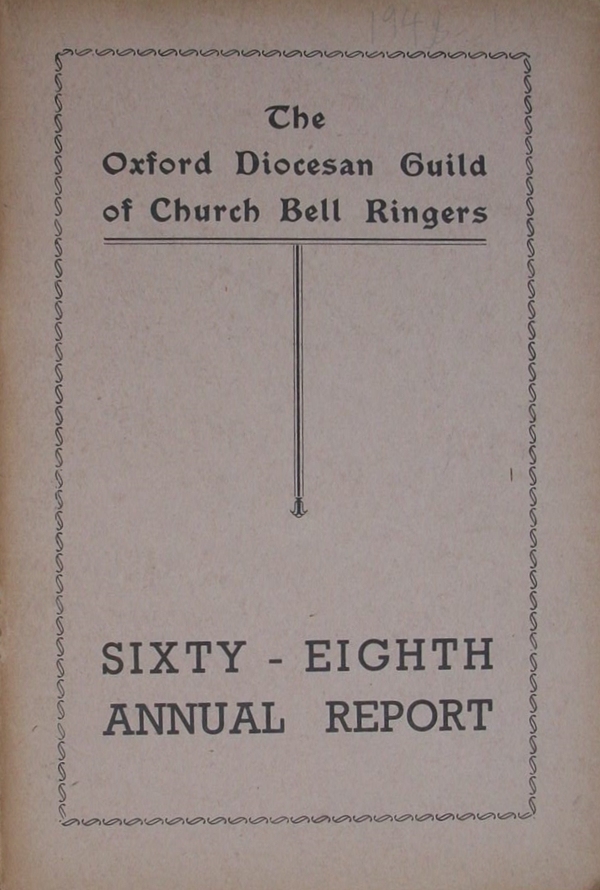 The
Oxford Diocesan Guild
of Church Bell Ringers
SIXTY - EIGHTH
ANNUAL REPORT